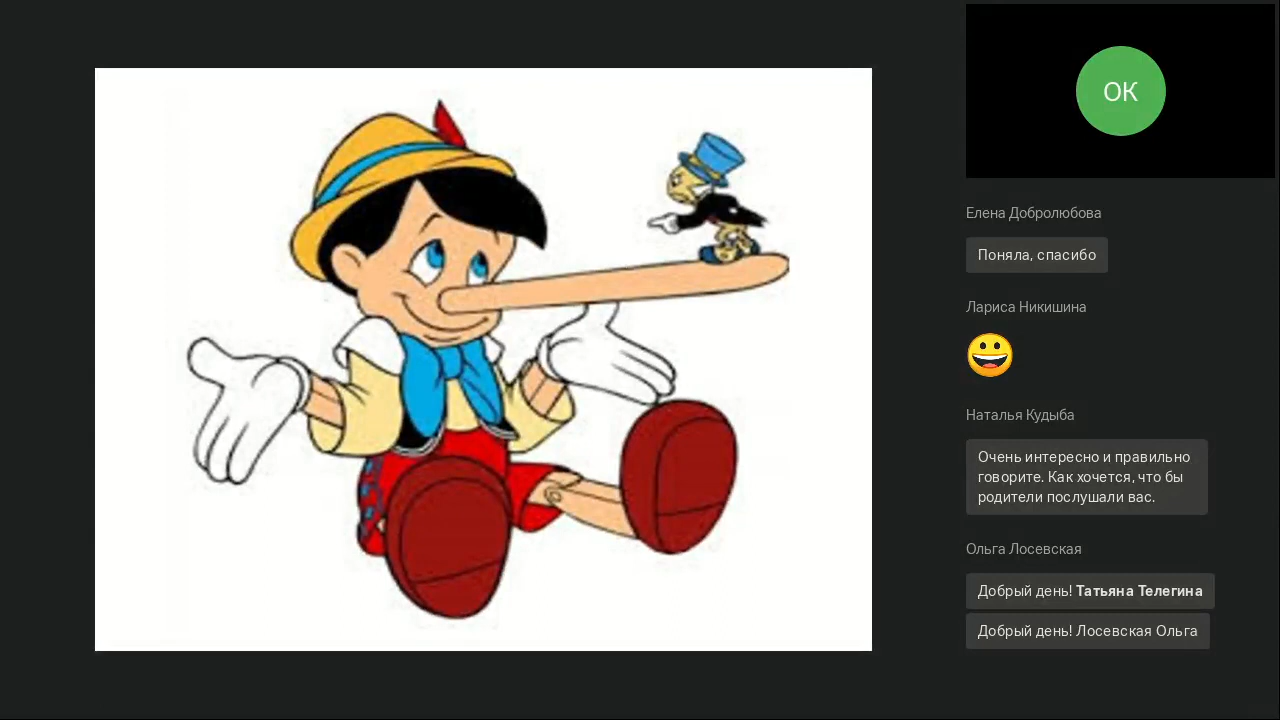 ОК
Елена Добролюбова
Поняла, спасибо
Лариса Никишина
Наталья Кудыба
Очень интересно и правильно
говорите. Как хочется, что бы
родители послушали вас.
Ольга Лосевская
Добрый день! Татьяна Телегина
Добрый день! Лосевская Ольга